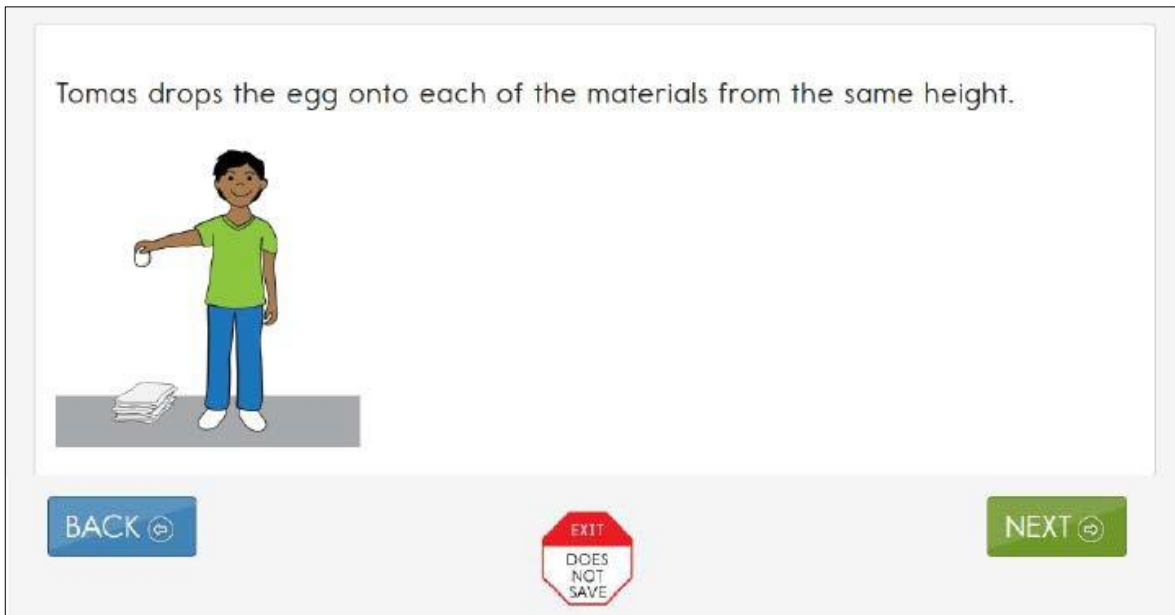 Tomas drops the egg onto each of the materials from the same height.
BACK
EXIT
DOES
NOT
SAVE
NEXT